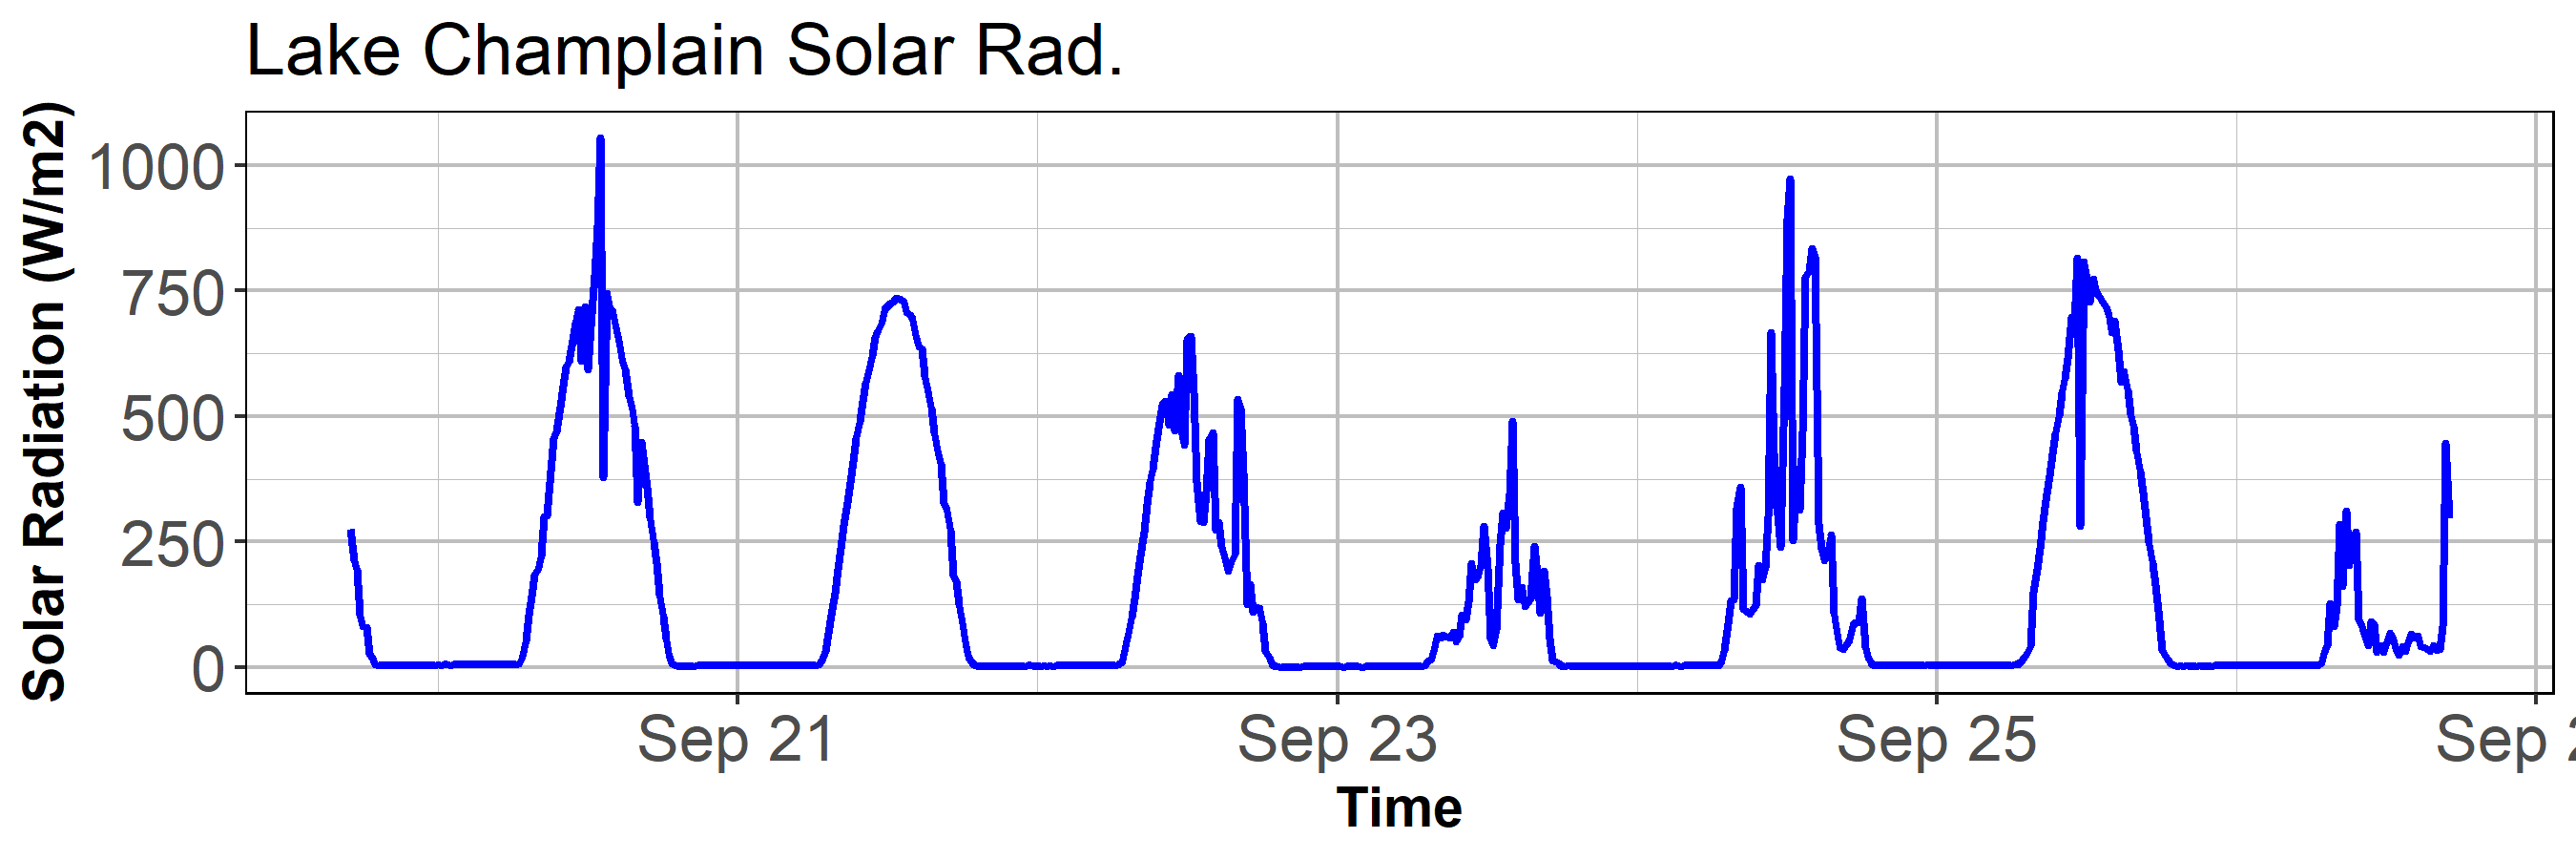 Lake Champlain Solar Rad.
Solar Radiation (W/m2)
1000
750
500
250
0
Sep 21
Sep 23
Sep 25
Sep
Time